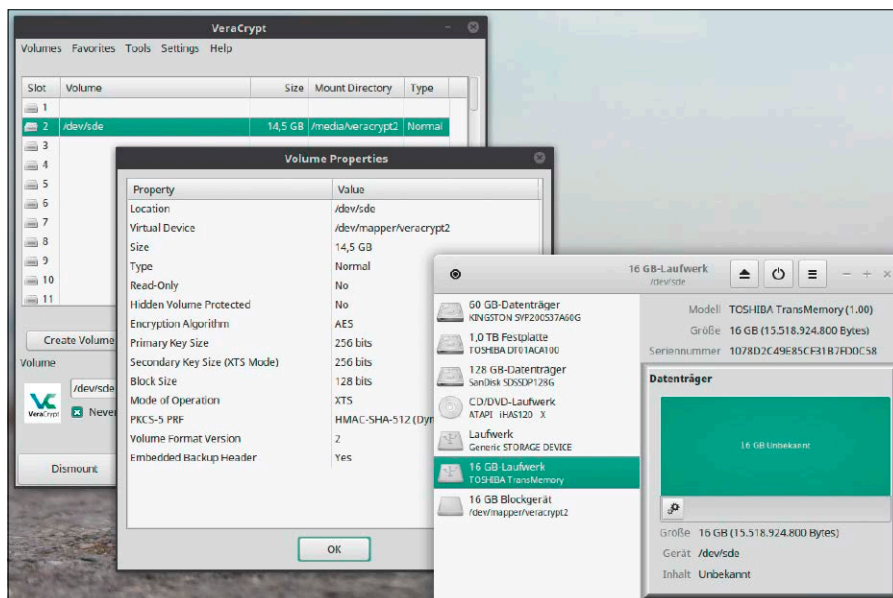 VeraCrypt
Volumes Favorites Tools Settings Help
Slot Volume Size Mount Directory Type
1
2 /dev/sde 14,5 GB /media/veracrypt2 Normal
3
4
5
6
7
8
9
10
11
Create Volume
Volume
VeraCrypt
/dev/sde
Never
Dismount
Volume Properties
Property Value
Location /dev/sde
Virtual Device /dev/mapper/veracrypt2
Size 14,5 GB
Type Normal
Read-Only No
Hidden Volume Protected No
Encryption Algorithm AES
Primary Key Size 256 bits
Secondary Key Size (XTS Mode) 256 bits
Block Size 128 bits
Mode of Operation XTS
PKCS-5 PRF HMAC-SHA-512 (Dyn
Volume Format Version 2
Embedded Backup Header Yes
OK
16 GB-Laufwerk
/dev/sde
60 GB-Datenträger
KINGSTON SVP200S37A60G
1,0 TB Festplatte
TOSHIBA DT01ACA100
128 GB-Datenträger
SanDisk SDSSDP128G
CD/DVD-Laufwerk
ATAPI iHAS120 X
Laufwerk
Generic STORAGE DEVICE
16 GB-Laufwerk
TOSHIBA TransMemory
16 GB Blockgerät
/dev/mapper/veracrypt2
Modell TOSHIBA TransMemory (1.00)
Größe 16 GB (15.518.924.800 Bytes)
Seriennummer 1078D2C49E85CF31B7FD0C58
Datenträger
16 GB Unbekannt
Größe 16 GB (15.518.924.800 Bytes)
Gerät /dev/sde
Inhalt Unbekannt